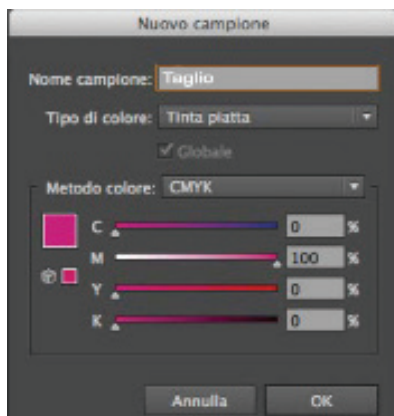 Nuovo campione
Nome campione: Taglio
Tipo di colore: Tinta piatta
Globale
Metodo colore: CMYK
C 0 %
M 100 %
Y 0 %
K 0 %
Annulla OK